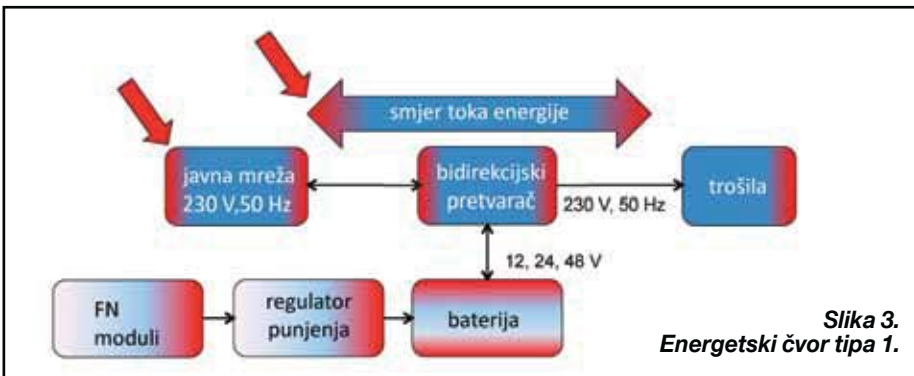 smjer toka energije
javna mreža
230 V,50 Hz
bidirekcijski
pretvarač
230 V, 50 Hz
trošila
12, 24, 48 V
FN
moduli
regulator
punjenja
baterija
Slika 3.
Energetski čvor tipa 1.